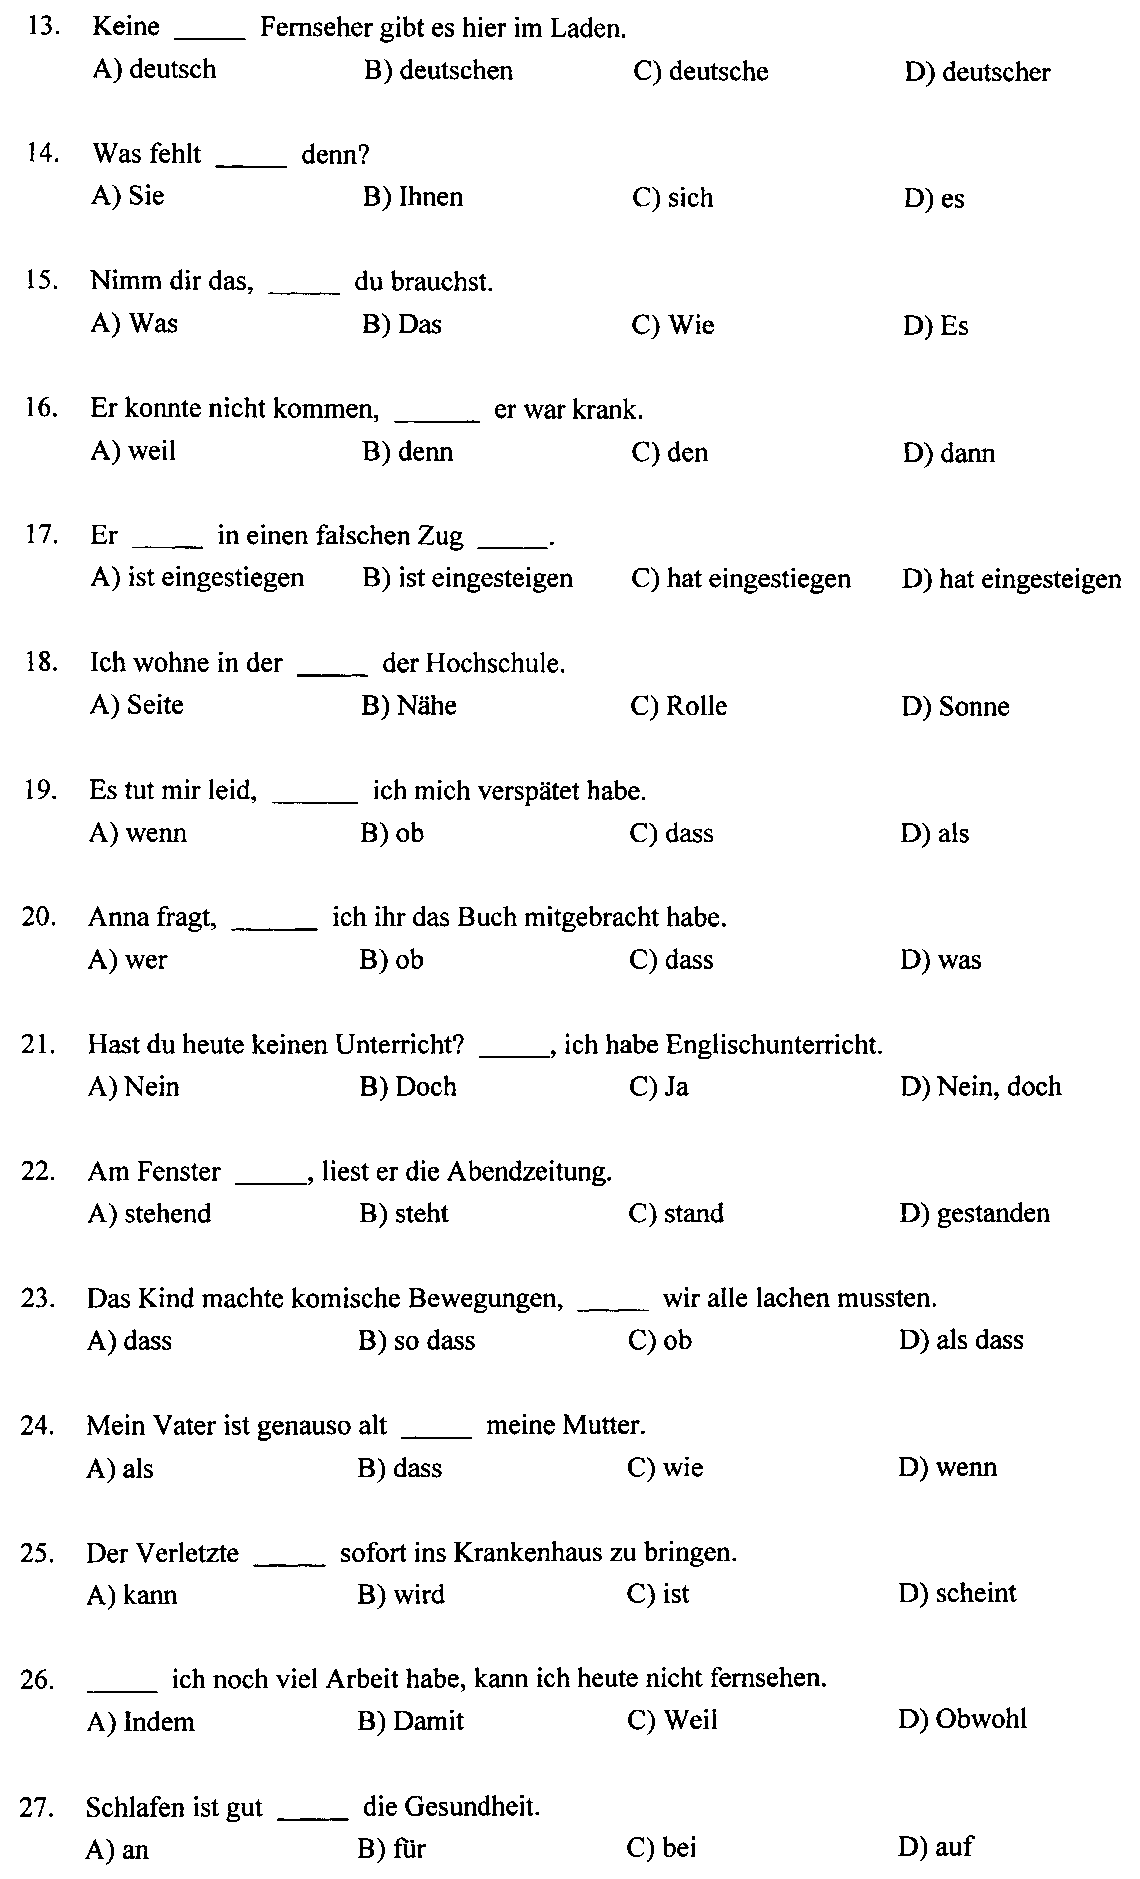 13. Keine _____ Fernseher gibt es hier im Laden.
A) deutsch B) deutschen C) deutsche D) deutscher
14. Was fehlt _____ denn?
A) Sie B) Ihnen C) sich D) es
15. Nimm dir das, _____ du brauchst.
A) Was B) Das C) Wie D) Es
16. Er konnte nicht kommen, ______ er war krank.
A) weil B) denn C) den D) dann
17. Er _____ in einen falschen Zug _____.
A) ist eingestiegen B) ist eingesteigen C) hat eingestiegen D) hat eingesteigen
18. Ich wohne in der _____ der Hochschule.
A) Seite B) Nähe C) Rolle D) Sonne
19. Es tut mir leid, ______ ich mich verspätet habe.
A) wenn B) ob C) dass D) als
20. Anna fragt, ______ ich ihr das Buch mitgebracht habe.
A) wer B) ob C) dass D) was
21. Hast du heute keinen Unterricht? _____, ich habe Englischunterricht.
A) Nein B) Doch C) Ja D) Nein, doch
22. Am Fenster _____, liest er die Abendzeitung.
A) stehend B) steht C) stand D) gestanden
23. Das Kind machte komische Bewegungen, _____ wir alle lachen mussten.
A) dass B) so dass C) ob D) als dass
24. Mein Vater ist genauso alt _____ meine Mutter.
A) als B) dass C) wie D) wenn
25. Der Verletzte _____ sofort ins Krankenhaus zu bringen.
A) kann B) wird C) ist D) scheint
26. _____ ich noch viel Arbeit habe, kann ich heute nicht fernsehen.
A) Indem B) Damit C) Weil D) Obwohl
27. Schlafen ist gut _____ die Gesundheit.
A) an B) für C) bei D) auf